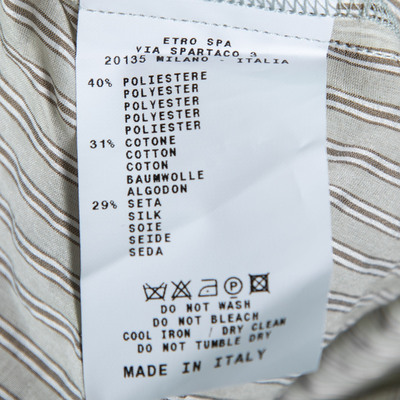 ETRO SPA
VIA SPARTACO 3
20135 MILANO - ITALIA
40% POLIESTERE
POLYESTER
POLYESTER
POLYESTER
POLIESTER
31% COTONE
COTTON
COTON
BAUMWOLLE
ALGODON
29% SETA
SILK
SOIE
SEIDE
SEDA
P
DO NOT WASH
DO NOT BLEACH
COOL IRON / DRY CLEAN
DO NOT TUMBLE DRY
MADE IN ITALY